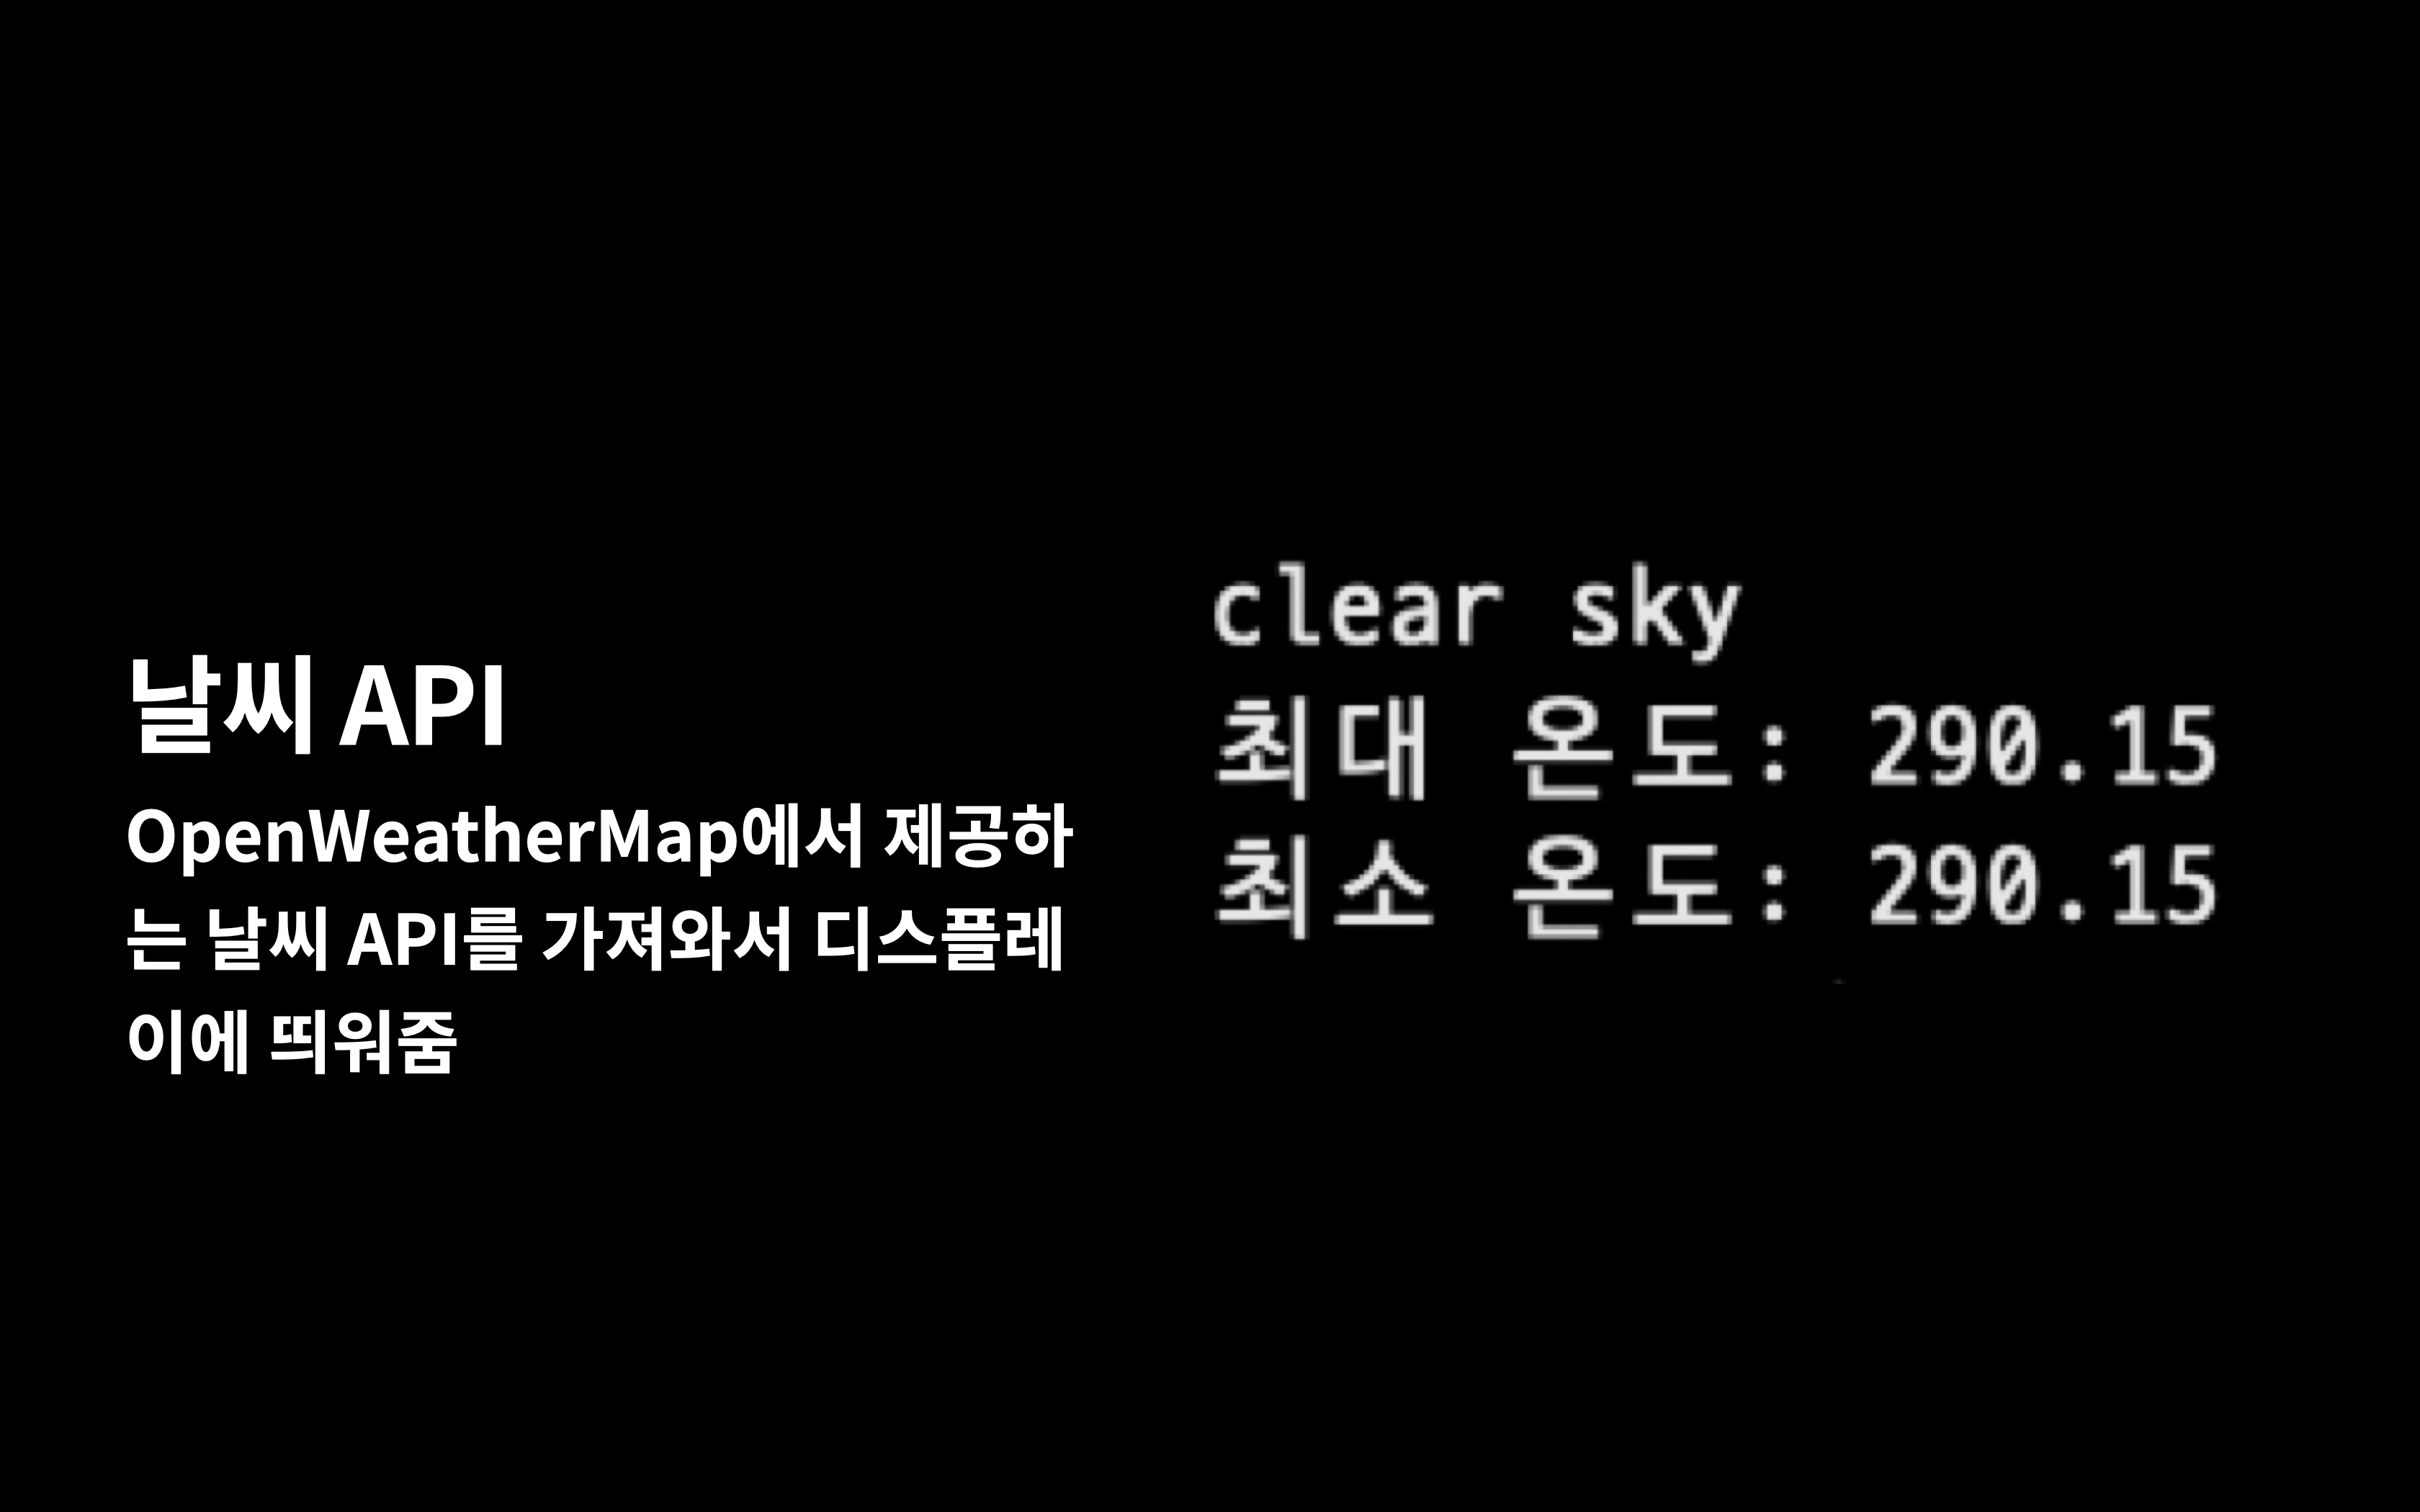 날씨 API
OpenWeatherMap에서 제공하
는 날씨 API를 가져와서 디스플레
이에 띄워줌
clear sky
최대 온도: 290.15
최소 온도: 290.15